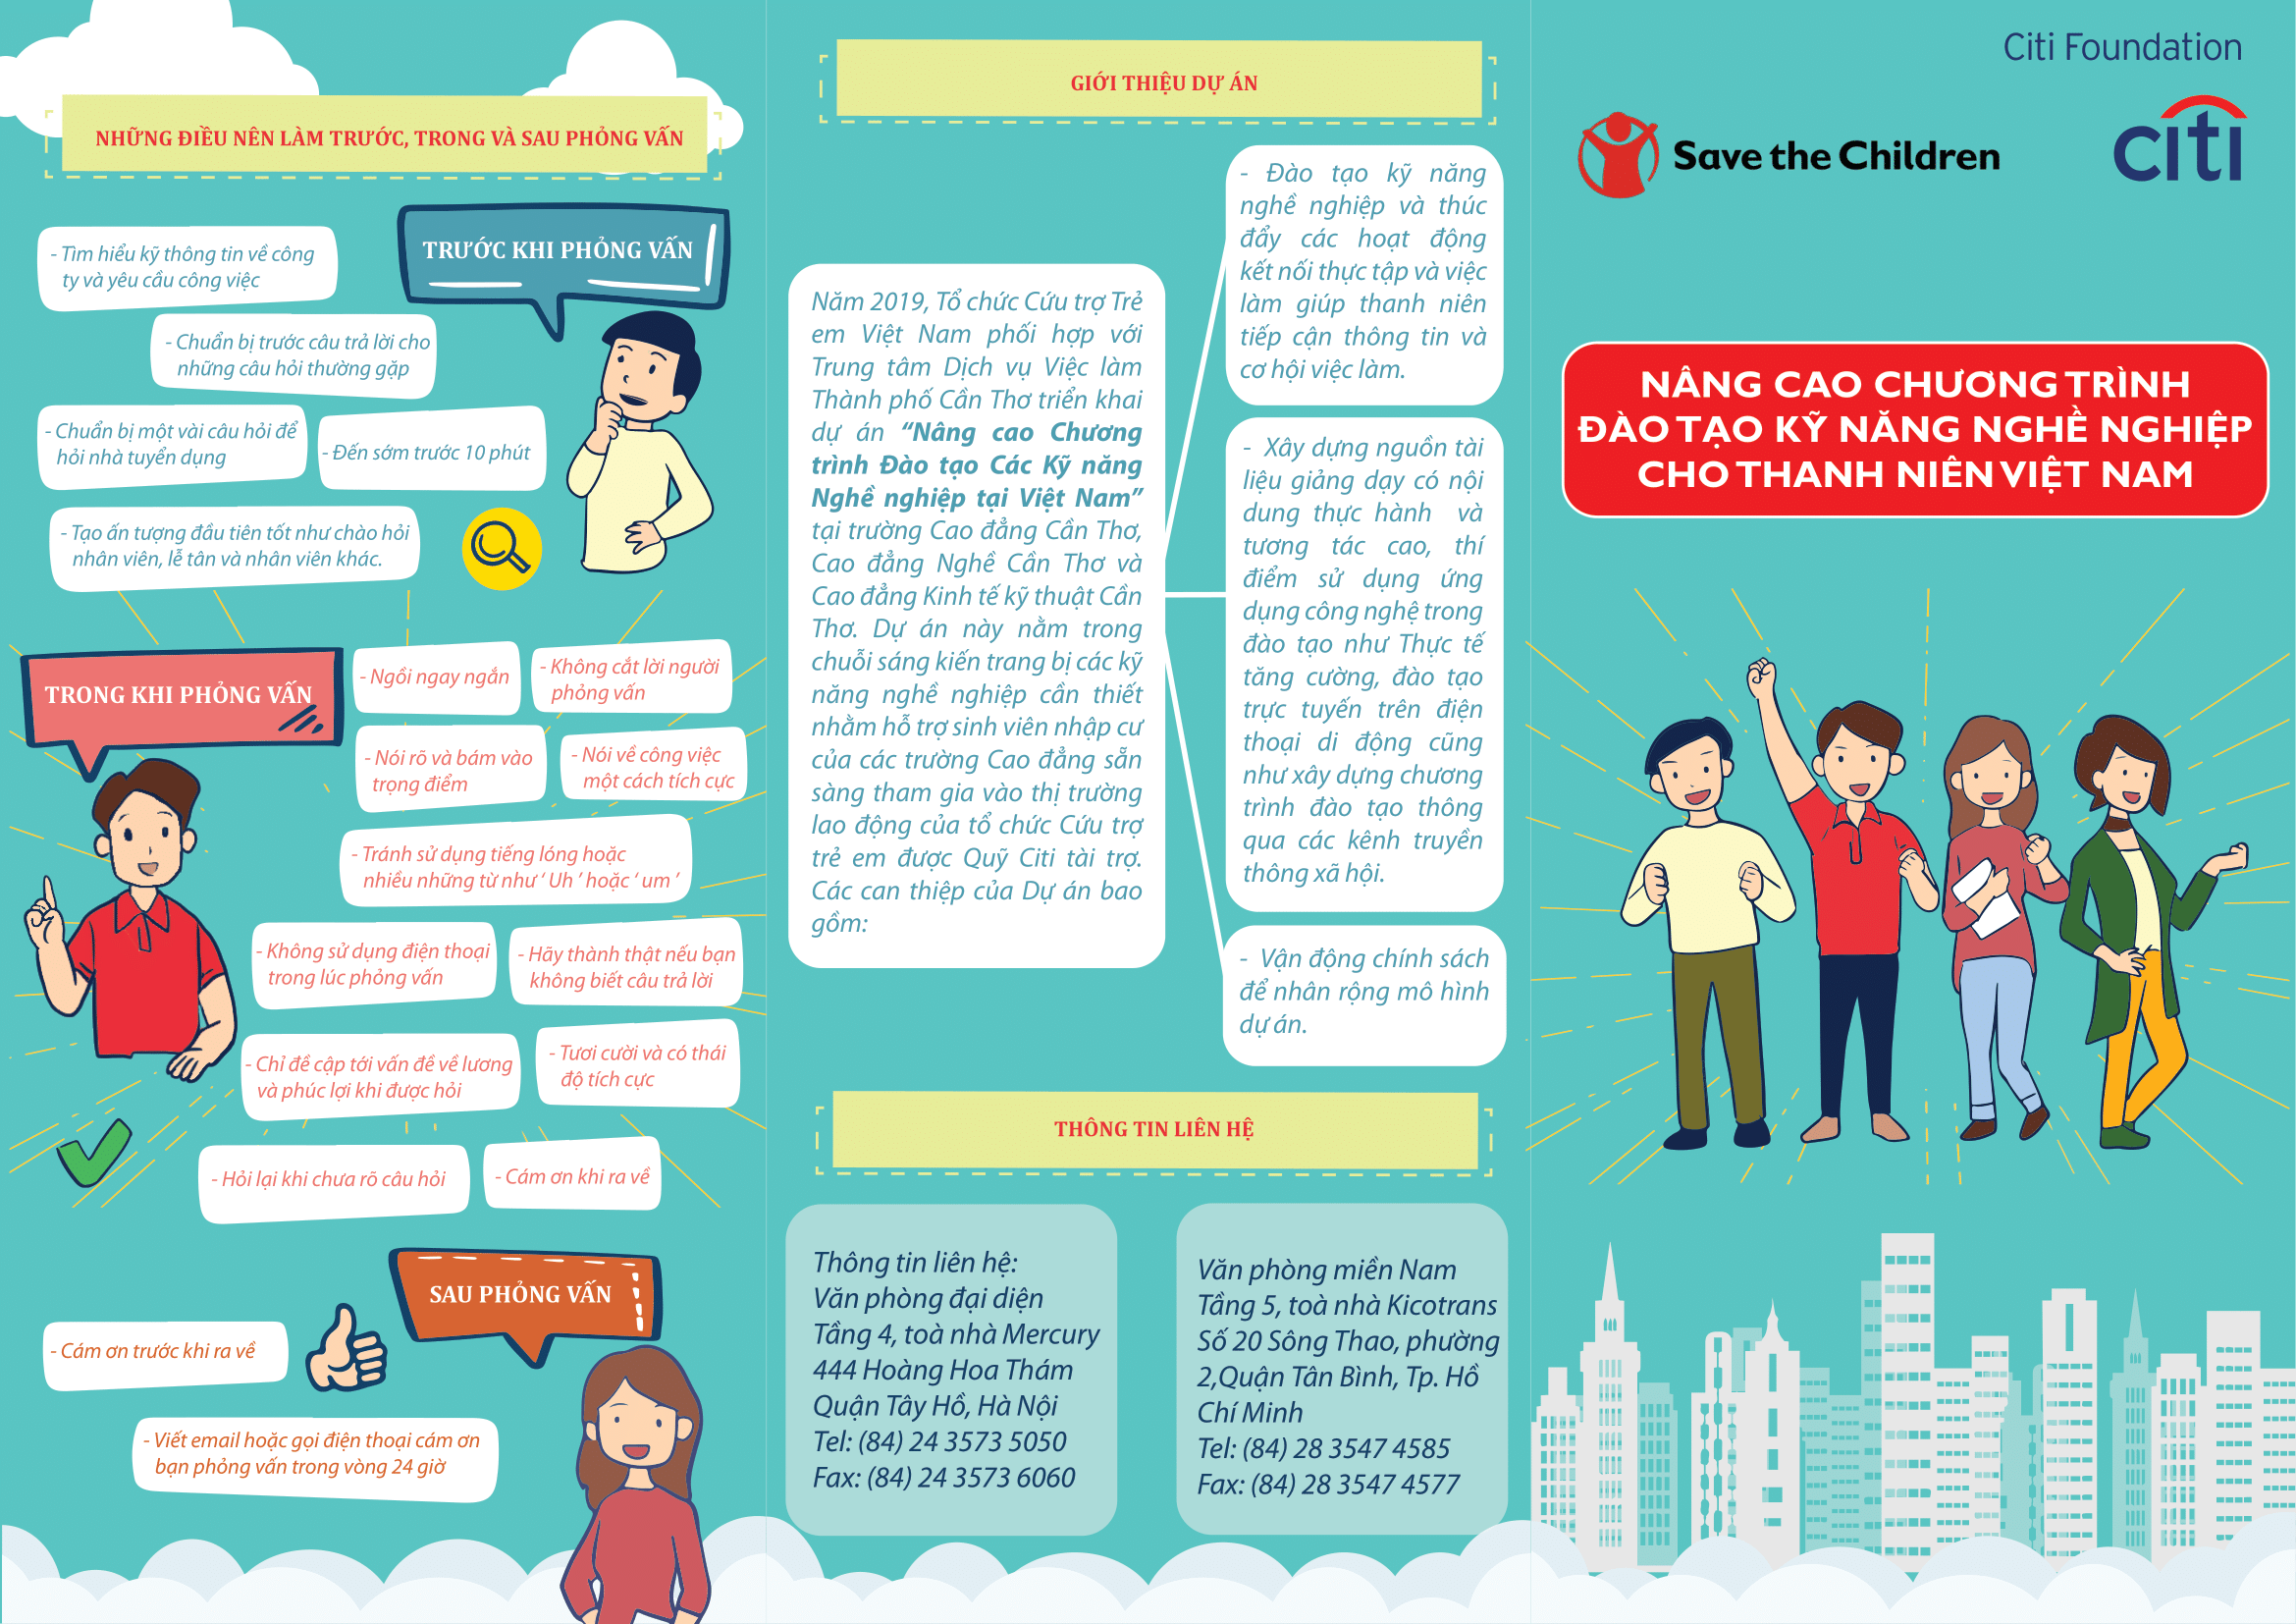 NHỮNG ĐIỀU NÊN LÀM TRƯỚC, TRONG VÀ SAU PHỎNG VẤN
TRƯỚC KHI PHỎNG VẤN
- Tìm hiểu kỹ thông tin về công
ty và yêu cầu công việc
- Chuẩn bị trước câu trả lời cho
những câu hỏi thường gặp
- Chuẩn bị một vài câu hỏi để
hỏi nhà tuyển dụng
- Đến sớm trước 10 phút
- Tạo ấn tượng đầu tiên tốt như chào hỏi
nhân viên, lễ tân và nhân viên khác.
TRONG KHI PHỎNG VẤN
- Ngồi ngay ngắn
- Không cắt lời người
phỏng vấn
- Nói rõ và bám vào
trọng điểm
- Nói về công việc
một cách tích cực
- Tránh sử dụng tiếng lóng hoặc
nhiều những từ như ‘ Uh ’ hoặc ‘ um ’
- Không sử dụng điện thoại
trong lúc phỏng vấn
- Hãy thành thật nếu bạn
không biết câu trả lời
- Chỉ đề cập tới vấn đề về lương
và phúc lợi khi được hỏi
- Tươi cười và có thái
độ tích cực
- Hỏi lại khi chưa rõ câu hỏi
- Cám ơn khi ra về
SAU PHỎNG VẤN
- Cám ơn trước khi ra về
- Viết email hoặc gọi điện thoại cám ơn
bạn phỏng vấn trong vòng 24 giờ
GIỚI THIỆU DỰ ÁN
Năm 2019, Tổ chức Cứu trợ Trẻ
em Việt Nam phối hợp với
Trung tâm Dịch vụ Việc làm
Thành phố Cần Thơ triển khai
dự án “Nâng cao Chương
trình Đào tạo Các Kỹ năng
Nghề nghiệp tại Việt Nam”
tại trường Cao đẳng Cần Thơ,
Cao đẳng Nghề Cần Thơ và
Cao đẳng Kinh tế kỹ thuật Cần
Thơ. Dự án này nằm trong
chuỗi sáng kiến trang bị các kỹ
năng nghề nghiệp cần thiết
nhằm hỗ trợ sinh viên nhập cư
của các trường Cao đẳng sẵn
sàng tham gia vào thị trường
lao động của tổ chức Cứu trợ
trẻ em được Quỹ Citi tài trợ.
Các can thiệp của Dự án bao
gồm:
- Đào tạo kỹ năng
nghề nghiệp và thúc
đẩy các hoạt động
kết nối thực tập và việc
làm giúp thanh niên
tiếp cận thông tin và
cơ hội việc làm.
- Xây dựng nguồn tài
liệu giảng dạy có nội
dung thực hành và
tương tác cao, thí
điểm sử dụng ứng
dụng công nghệ trong
đào tạo như Thực tế
tăng cường, đào tạo
trực tuyến trên điện
thoại di động cũng
như xây dựng chương
trình đào tạo thông
qua các kênh truyền
thông xã hội.
- Vận động chính sách
để nhân rộng mô hình
dự án.
THÔNG TIN LIÊN HỆ
Thông tin liên hệ:
Văn phòng đại diện
Tầng 4, toà nhà Mercury
444 Hoàng Hoa Thám
Quận Tây Hồ, Hà Nội
Tel: (84) 24 3573 5050
Fax: (84) 24 3573 6060
Văn phòng miền Nam
Tầng 5, toà nhà Kicotrans
Số 20 Sông Thao, phường
2,Quận Tân Bình, Tp. Hồ
Chí Minh
Tel: (84) 28 3547 4585
Fax: (84) 28 3547 4577
Citi Foundation
Save the Children
citi
NÂNG CAO CHƯƠNG TRÌNH
ĐÀO TẠO KỸ NĂNG NGHỀ NGHIỆP
CHO THANH NIÊN VIỆT NAM